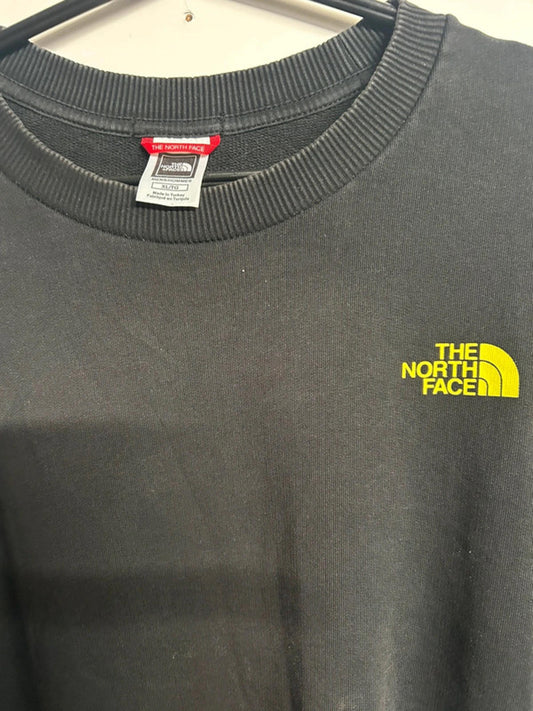 THE NORTH FACE
THE
NORTH
FACE
XL/TG
Made in Turkey
Fabriqué en Turquie
THE
NORTH
FACE